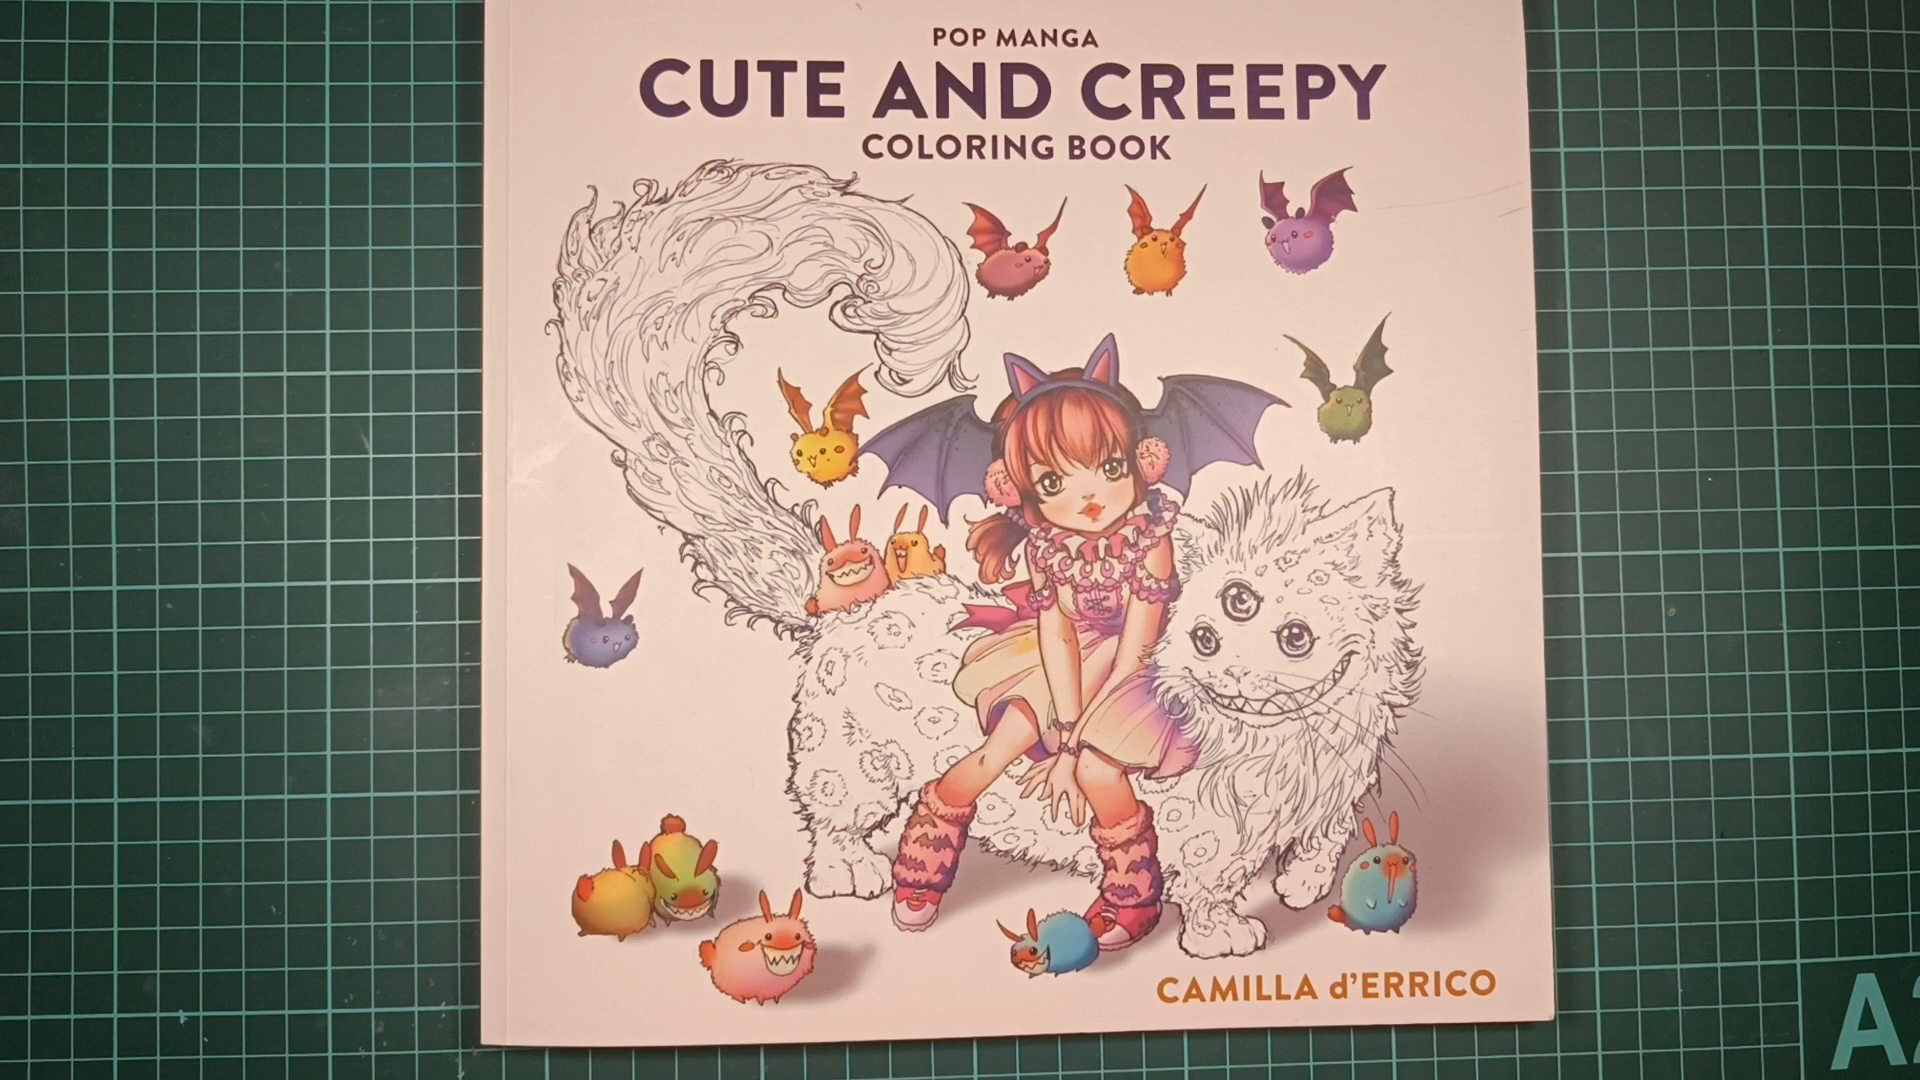 POP MANGA
CUTE AND CREEPY
COLORING BOOK
CAMILLA d'ERRICO